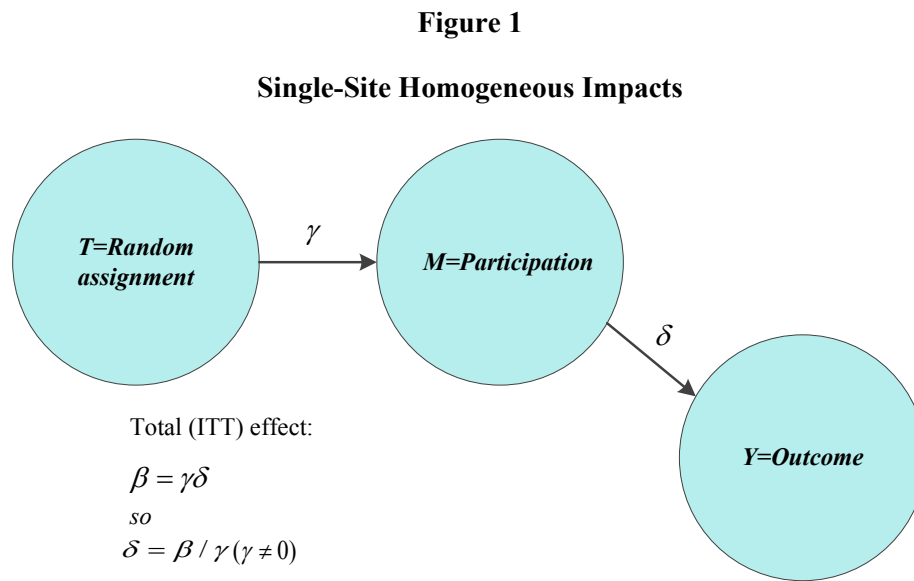 Figure 1
Single-Site Homogeneous Impacts
T=Random
assignment
γ
M=Participation
δ
Y=Outcome
Total (ITT) effect:
β = γδ
so
δ = β / γ (γ ≠ 0)